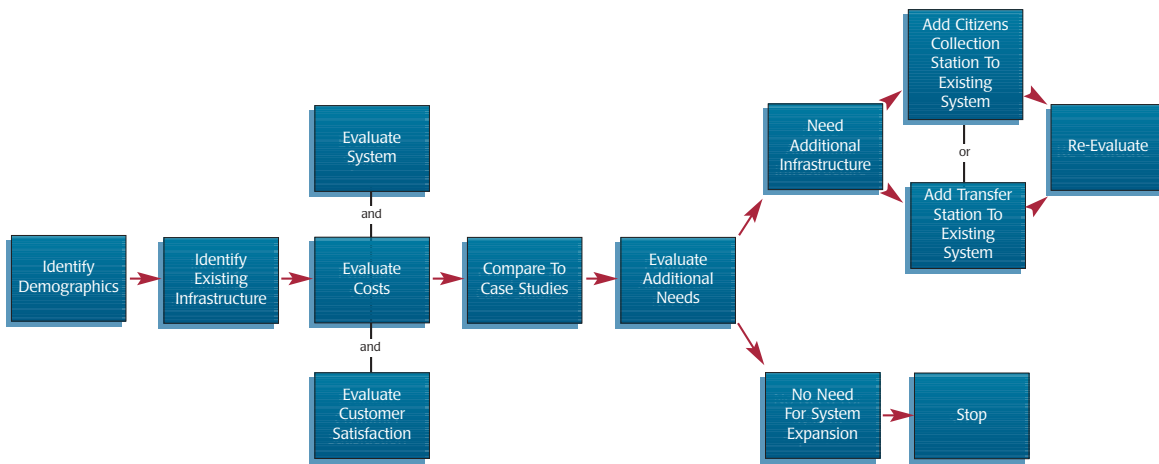 Identify
Demographics
Identify
Existing
Infrastructure
Evaluate
System
and
Evaluate
Costs
and
Evaluate
Customer
Satisfaction
Compare To
Case Studies
Evaluate
Additional
Needs
Need
Additional
Infrastructure
Add Citizens
Collection
Station To
Existing
System
or
Add Transfer
Station To
Existing
System
Re-Evaluate
No Need
For System
Expansion
Stop